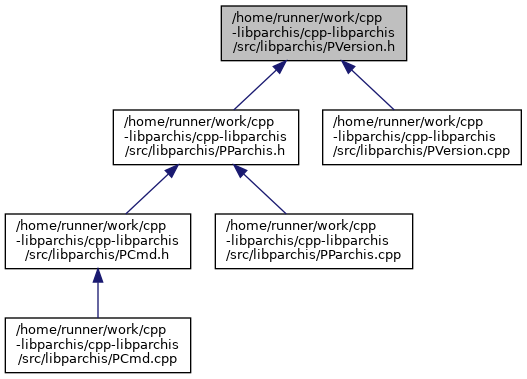 /home/runner/work/cpp
-libparchis/cpp-libparchis
/src/libparchis/PVersion.h
/home/runner/work/cpp
-libparchis/cpp-libparchis
/src/libparchis/PParchis.h
/home/runner/work/cpp
-libparchis/cpp-libparchis
/src/libparchis/PVersion.cpp
/home/runner/work/cpp
-libparchis/cpp-libparchis
/src/libparchis/PCmd.h
/home/runner/work/cpp
-libparchis/cpp-libparchis
/src/libparchis/PParchis.cpp
/home/runner/work/cpp
-libparchis/cpp-libparchis
/src/libparchis/PCmd.cpp